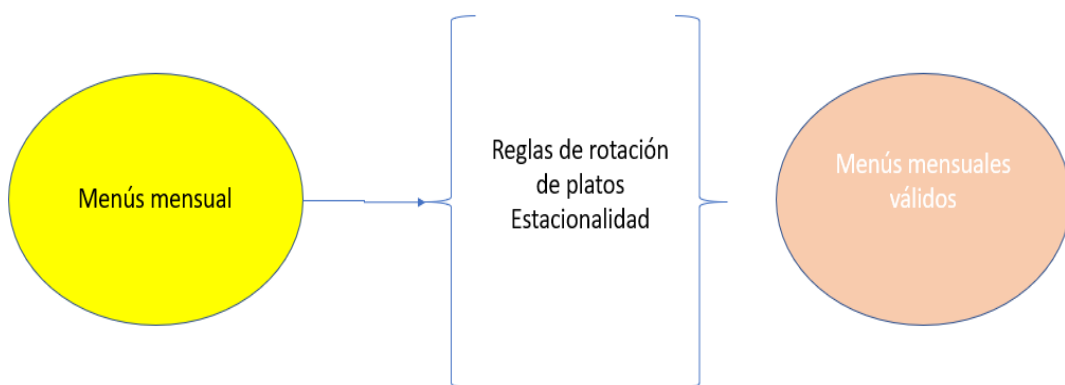 Menús mensual
Reglas de rotación
de platos
Estacionalidad
Menús mensuales
válidos